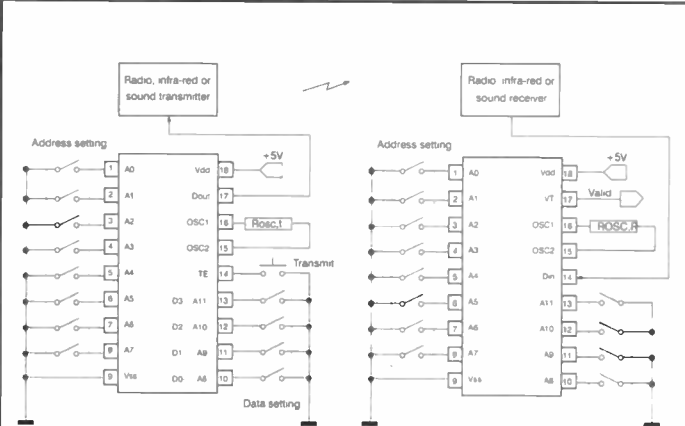 Radio, infra-red or
sound transmitter
Address setting
+5V
1 A0 Vdd 18
2 A1 Dout 17
3 A2 OSC1 16 Rosc,t
4 A3 OSC2 15
5 A4 TE 14 Transmit
6 A5 D3 A11 13
7 A6 D2 A10 12
8 A7 D1 A9 11
9 Vss D0 A8 10
Data setting
Radio infra-red or
sound receiver
Address setting
+5V
1 A0 Vdd 18
2 A1 VT 17 Valid
3 A2 OSC1 16 ROSC,R
4 A3 OSC2 15
5 A4 Din 14
6 A5 A11 13
7 A6 A10 12
8 A7 A9 11
9 Vss A8 10